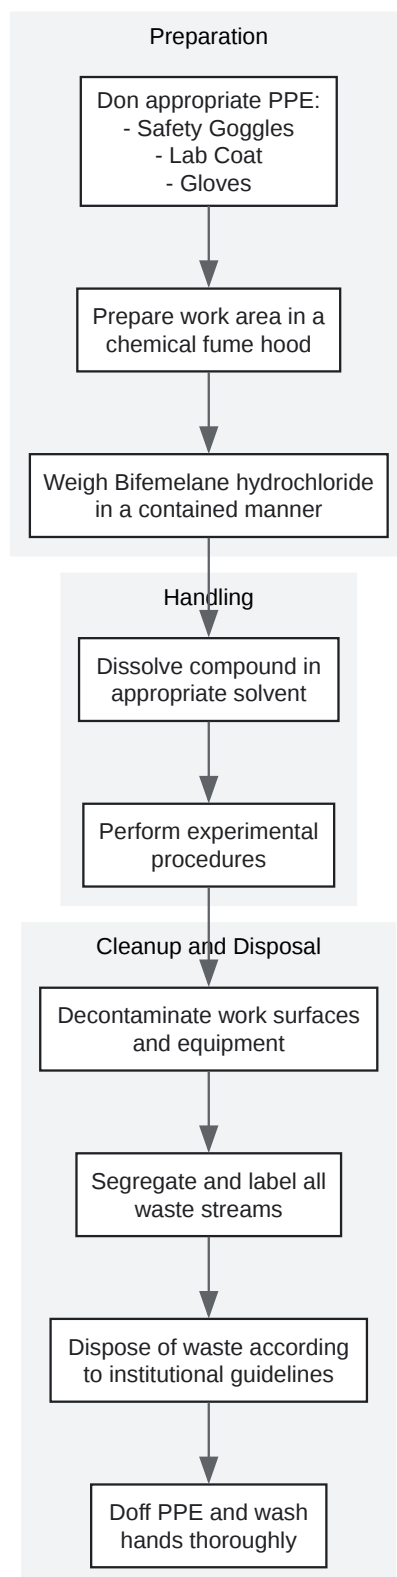 Preparation
Don appropriate PPE:
- Safety Goggles
- Lab Coat
- Gloves
Prepare work area in a
chemical fume hood
Weigh Bifemelane hydrochloride
in a contained manner
Handling
Dissolve compound in
appropriate solvent
Perform experimental
procedures
Cleanup and Disposal
Decontaminate work surfaces
and equipment
Segregate and label all
waste streams
Dispose of waste according
to institutional guidelines
Doff PPE and wash
hands thoroughly